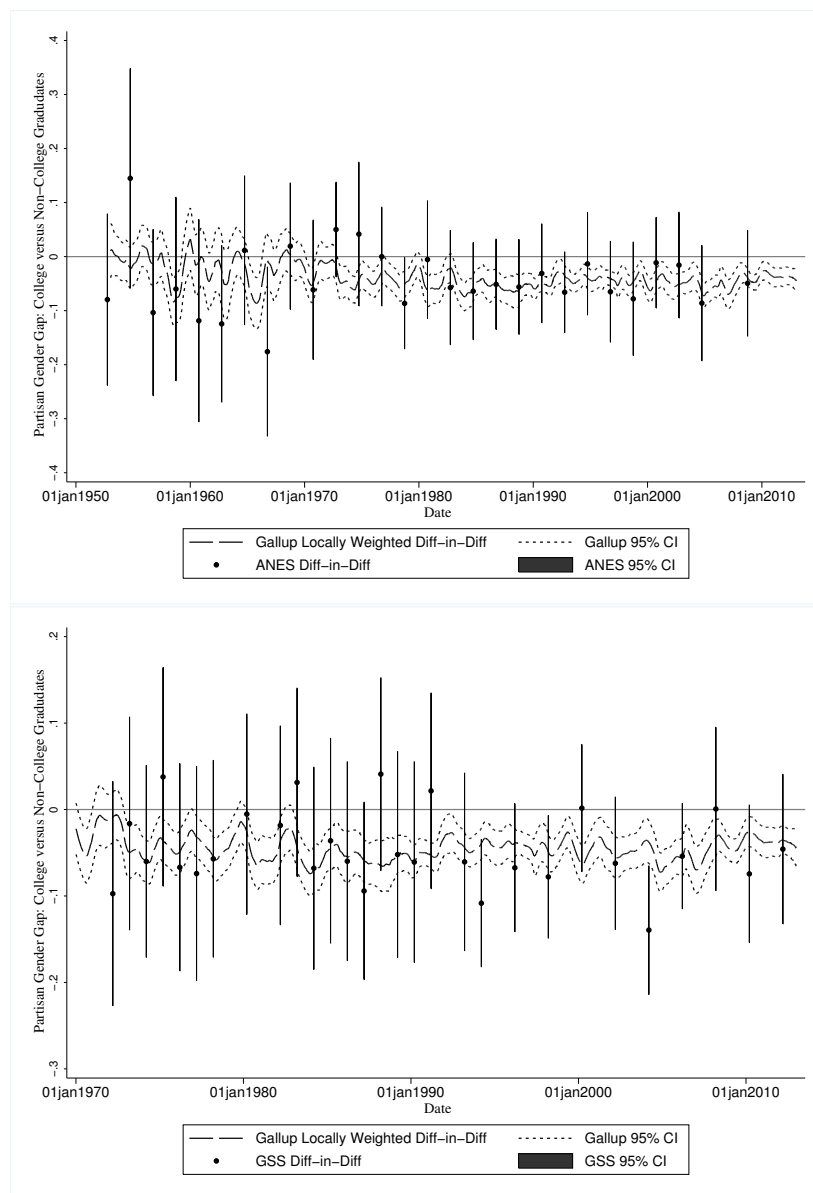 Partisan Gender Gap: College versus Non−College Gradudates
.4
.3
.2
.1
0
−.1
−.2
−.3
−.4
01jan1950 01jan1960 01jan1970 01jan1980 01jan1990 01jan2000 01jan2010
Date
Gallup Locally Weighted Diff−in−Diff Gallup 95% CI
ANES Diff−in−Diff ANES 95% CI
Partisan Gender Gap: College versus Non−College Gradudates
.2
.1
0
−.1
−.2
−.3
01jan1970 01jan1980 01jan1990 01jan2000 01jan2010
Date
Gallup Locally Weighted Diff−in−Diff Gallup 95% CI
GSS Diff−in−Diff GSS 95% CI